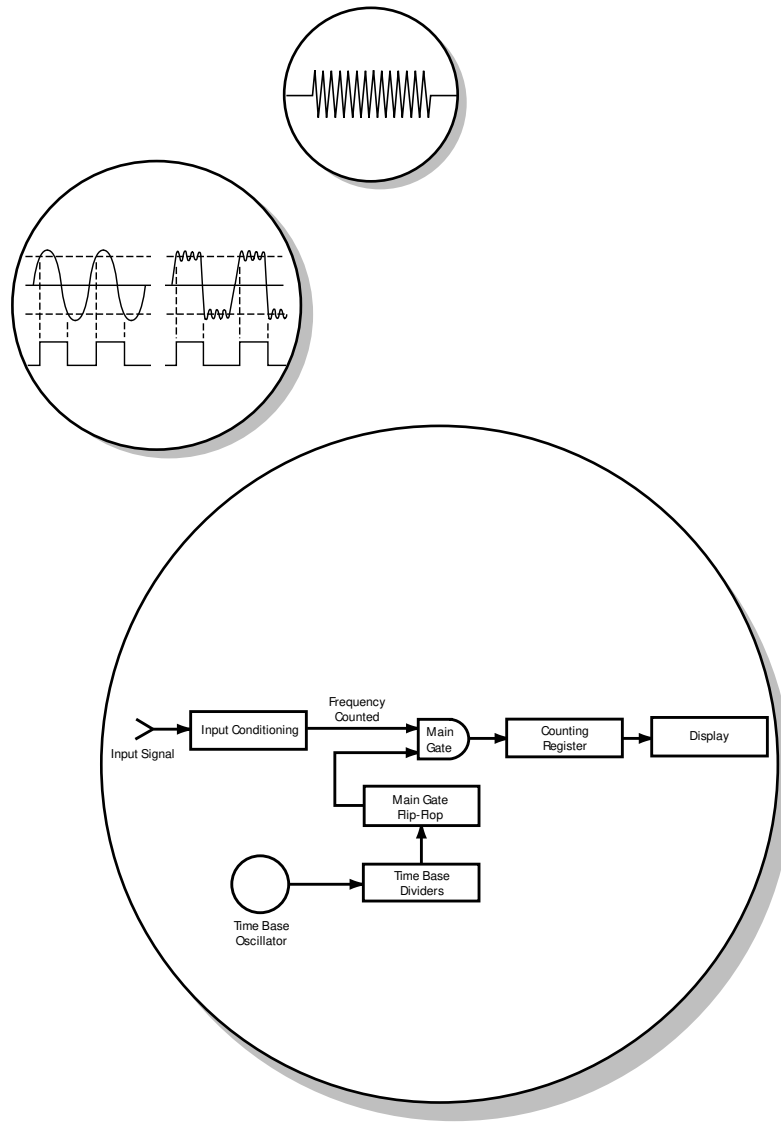 Frequency
Counted
Input Conditioning
Main
Gate
Counting
Register
Display
Input Signal
Main Gate
Flip-Flop
Time Base
Dividers
Time Base
Oscillator